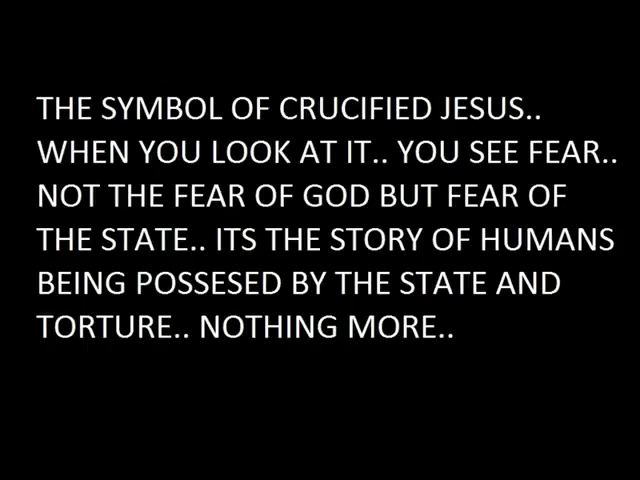 THE SYMBOL OF CRUCIFIED JESUS..
WHEN YOU LOOK AT IT.. YOU SEE FEAR..
NOT THE FEAR OF GOD BUT FEAR OF
THE STATE.. ITS THE STORY OF HUMANS
BEING POSSESED BY THE STATE AND
TORTURE.. NOTHING MORE..